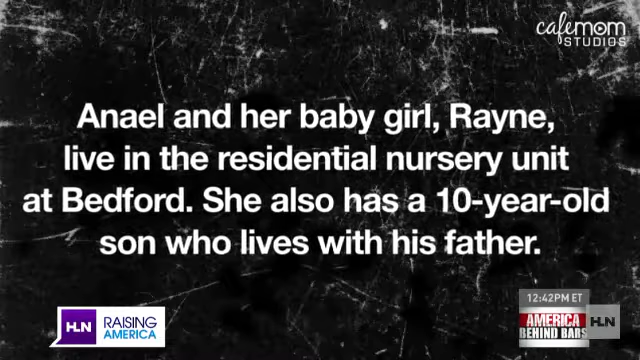 cafemom
STUDIOS
Anael and her baby girl, Rayne,
live in the residential nursery unit
at Bedford. She also has a 10-year-old
son who lives with his father.
HLN RAISING
AMERICA
12:42PM ET
AMERICA
BEHIND BARS
HLN